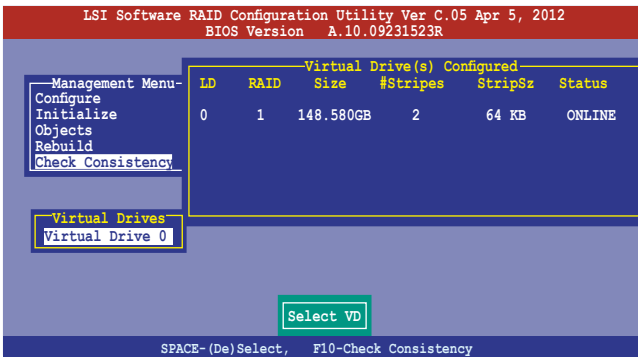 LSI Software RAID Configuration Utility Ver C.05 Apr 5, 2012
BIOS Version A.10.09231523R
Virtual Drive(s) Configured
LD RAID Size #Stripes StripSz Status
0 1 148.580GB 2 64 KB ONLINE
Management Menu
Configure
Initialize
Objects
Rebuild
Check Consistency
Virtual Drives
Virtual Drive 0
Select VD
SPACE-(De)Select, F10-Check Consistency